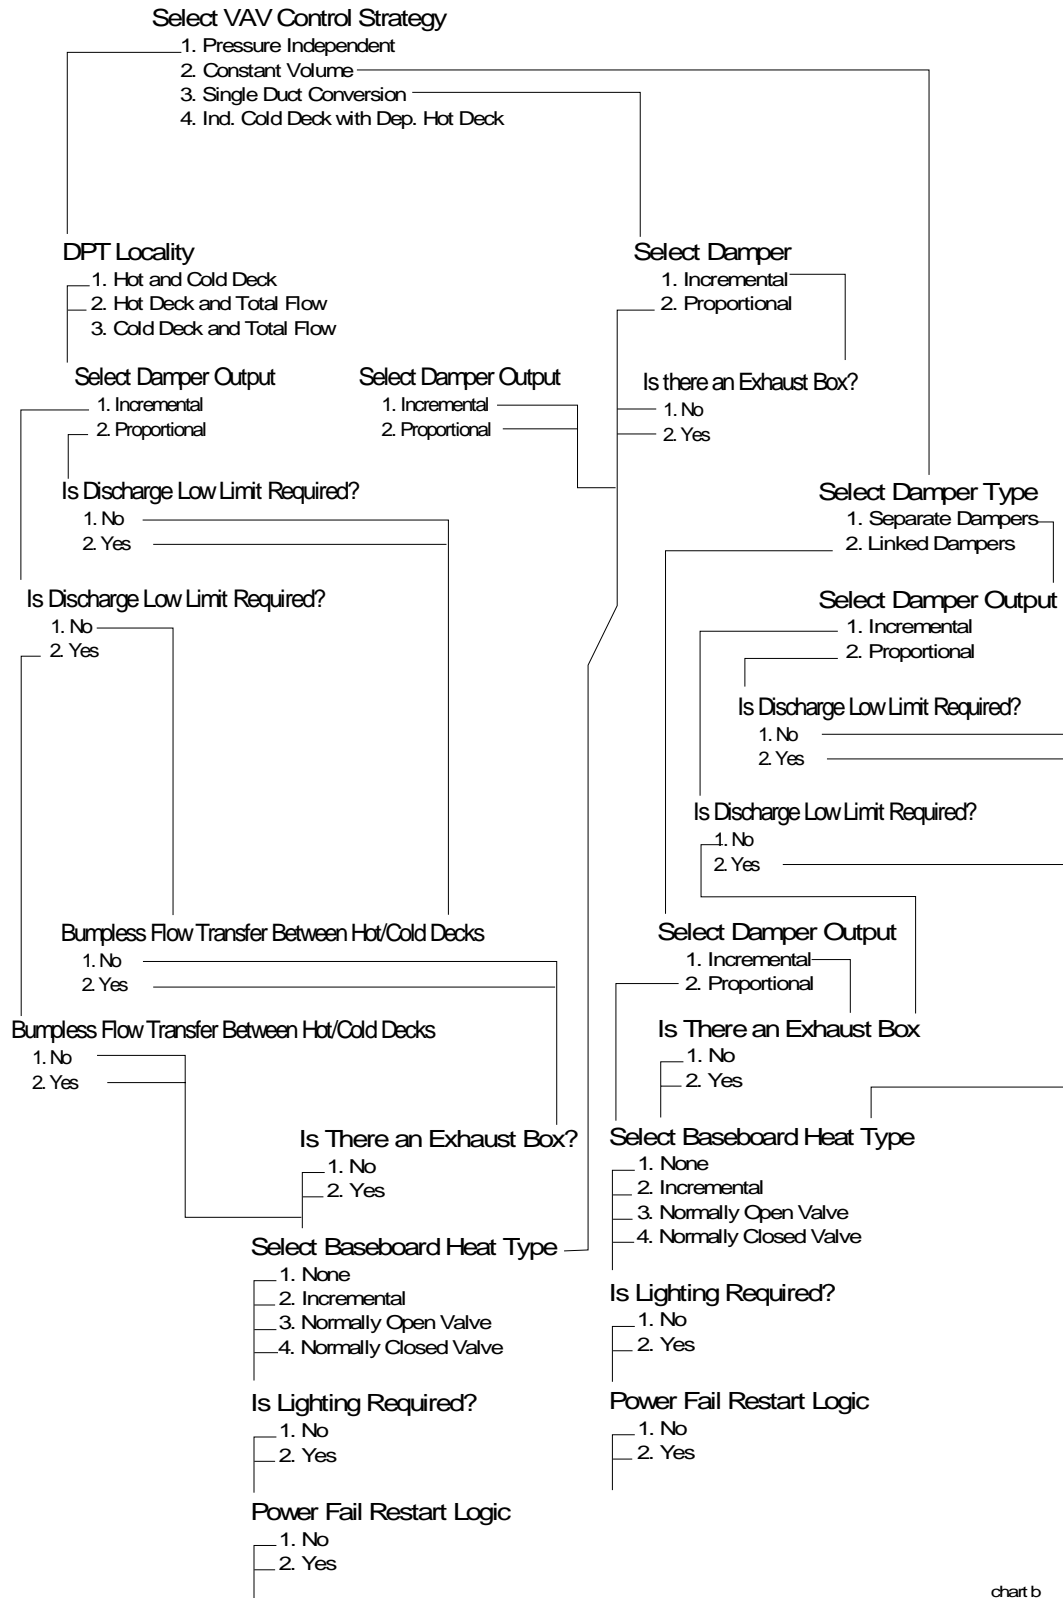 Select VAV Control Strategy
1. Pressure Independent
2. Constant Volume
3. Single Duct Conversion
4. Ind. Cold Deck with Dep. Hot Deck
DPT Locality
1. Hot and Cold Deck
2. Hot Deck and Total Flow
3. Cold Deck and Total Flow
Select Damper
1. Incremental
2. Proportional
Select Damper Output
1. Incremental
2. Proportional
Select Damper Output
1. Incremental
2. Proportional
Is there an Exhaust Box?
1. No
2. Yes
Is Discharge Low Limit Required?
1. No
2. Yes
Select Damper Type
1. Separate Dampers
2. Linked Dampers
Is Discharge Low Limit Required?
1. No
2. Yes
Select Damper Output
1. Incremental
2. Proportional
Is Discharge Low Limit Required?
1. No
2. Yes
Is Discharge Low Limit Required?
1. No
2. Yes
Bumpless Flow Transfer Between Hot/Cold Decks
1. No
2. Yes
Select Damper Output
1. Incremental
2. Proportional
Bumpless Flow Transfer Between Hot/Cold Decks
1. No
2. Yes
Is There an Exhaust Box
1. No
2. Yes
Is There an Exhaust Box?
1. No
2. Yes
Select Baseboard Heat Type
1. None
2. Incremental
3. Normally Open Valve
4. Normally Closed Valve
Select Baseboard Heat Type
1. None
2. Incremental
3. Normally Open Valve
4. Normally Closed Valve
Is Lighting Required?
1. No
2. Yes
Is Lighting Required?
1. No
2. Yes
Power Fail Restart Logic
1. No
2. Yes
Power Fail Restart Logic
1. No
2. Yes
chart b